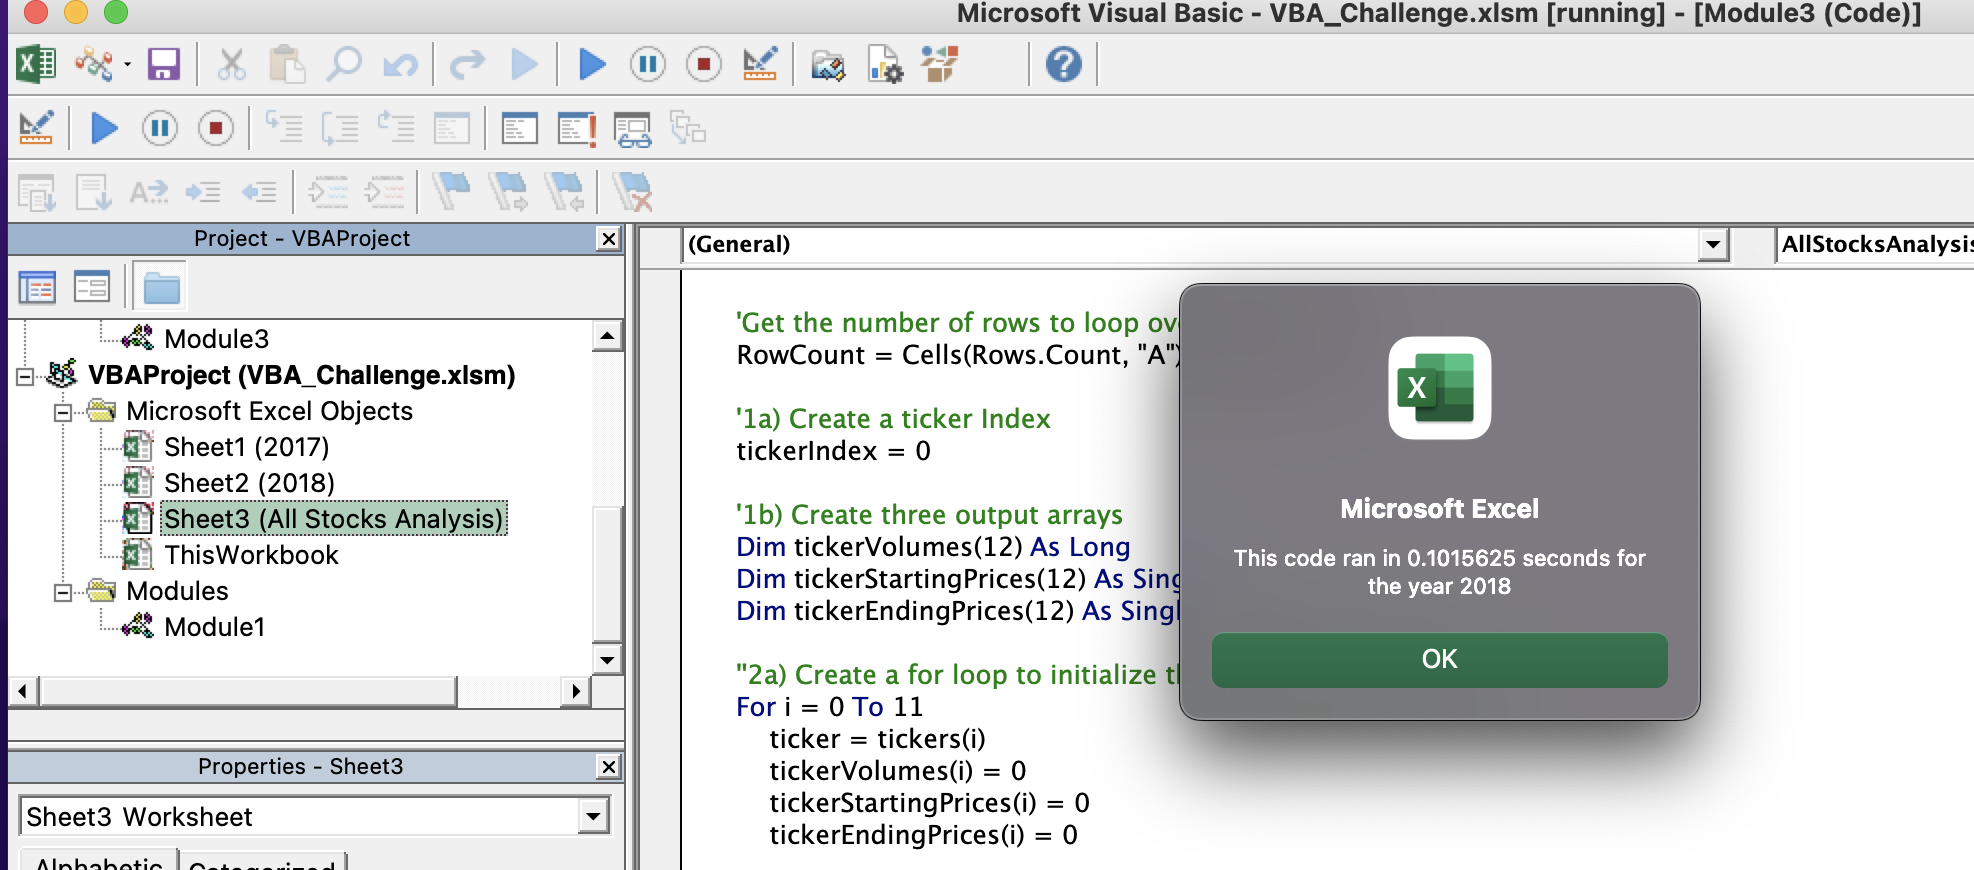 Microsoft Visual Basic - VBA_Challenge.xlsm [running] - [Module3 (Code)]
Project - VBAProject
Module3
VBAProject (VBA_Challenge.xlsm)
Microsoft Excel Objects
Sheet1 (2017)
Sheet2 (2018)
Sheet3 (All Stocks Analysis)
ThisWorkbook
Modules
Module1
Properties - Sheet3
Sheet3 Worksheet
Alphabetic
Categorized
(General)
AllStocksAnalysis
'Get the number of rows to loop ov
RowCount = Cells(Rows.Count, "A")
'1a) Create a ticker Index
tickerIndex = 0
'1b) Create three output arrays
Dim tickerVolumes(12) As Long
Dim tickerStartingPrices(12) As Sing
Dim tickerEndingPrices(12) As Singl
"2a) Create a for loop to initialize th
For i = 0 To 11
ticker = tickers(i)
tickerVolumes(i) = 0
tickerStartingPrices(i) = 0
tickerEndingPrices(i) = 0
Microsoft Excel
This code ran in 0.1015625 seconds for
the year 2018
OK